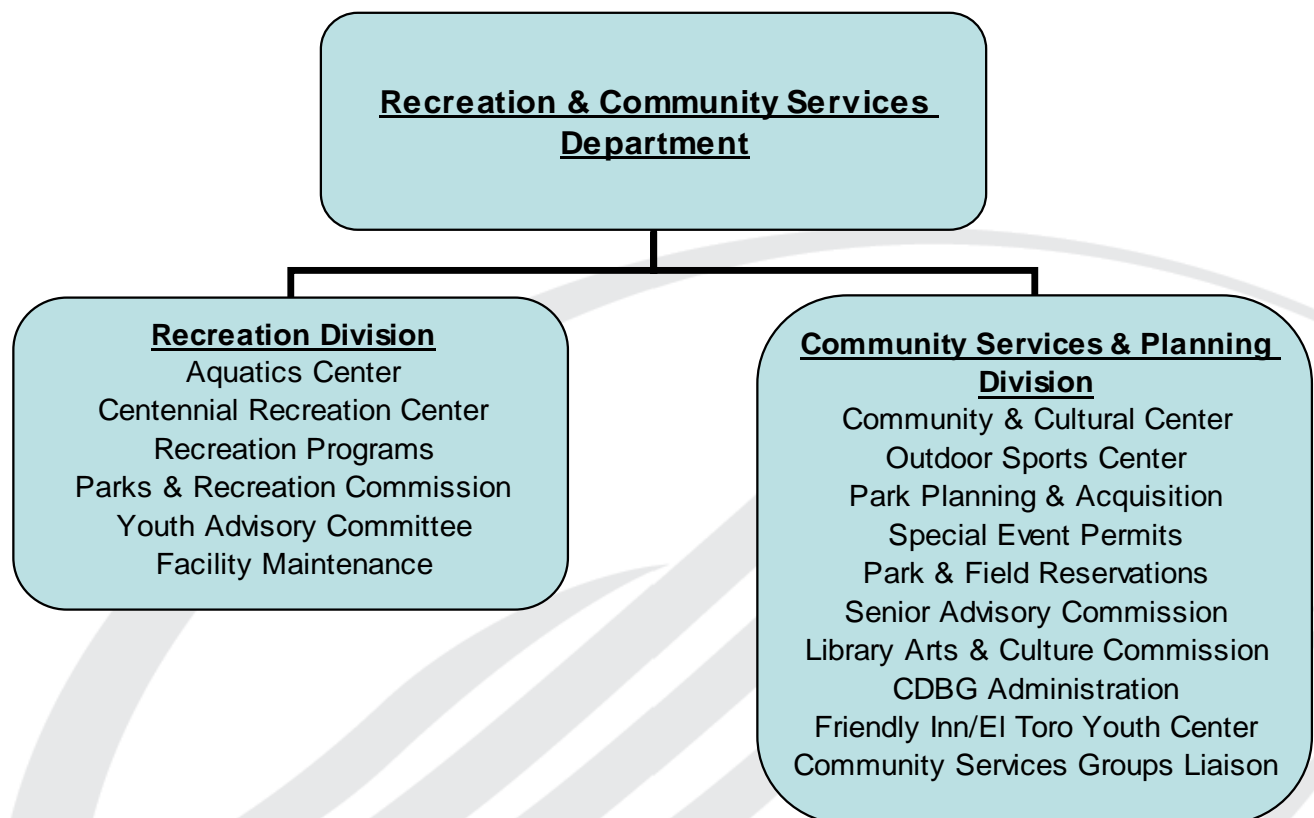 Recreation & Community Services
Department
Recreation Division
Aquatics Center
Centennial Recreation Center
Recreation Programs
Parks & Recreation Commission
Youth Advisory Committee
Facility Maintenance
Community Services & Planning
Division
Community & Cultural Center
Outdoor Sports Center
Park Planning & Acquisition
Special Event Permits
Park & Field Reservations
Senior Advisory Commission
Library Arts & Culture Commission
CDBG Administration
Friendly Inn/El Toro Youth Center
Community Services Groups Liaison